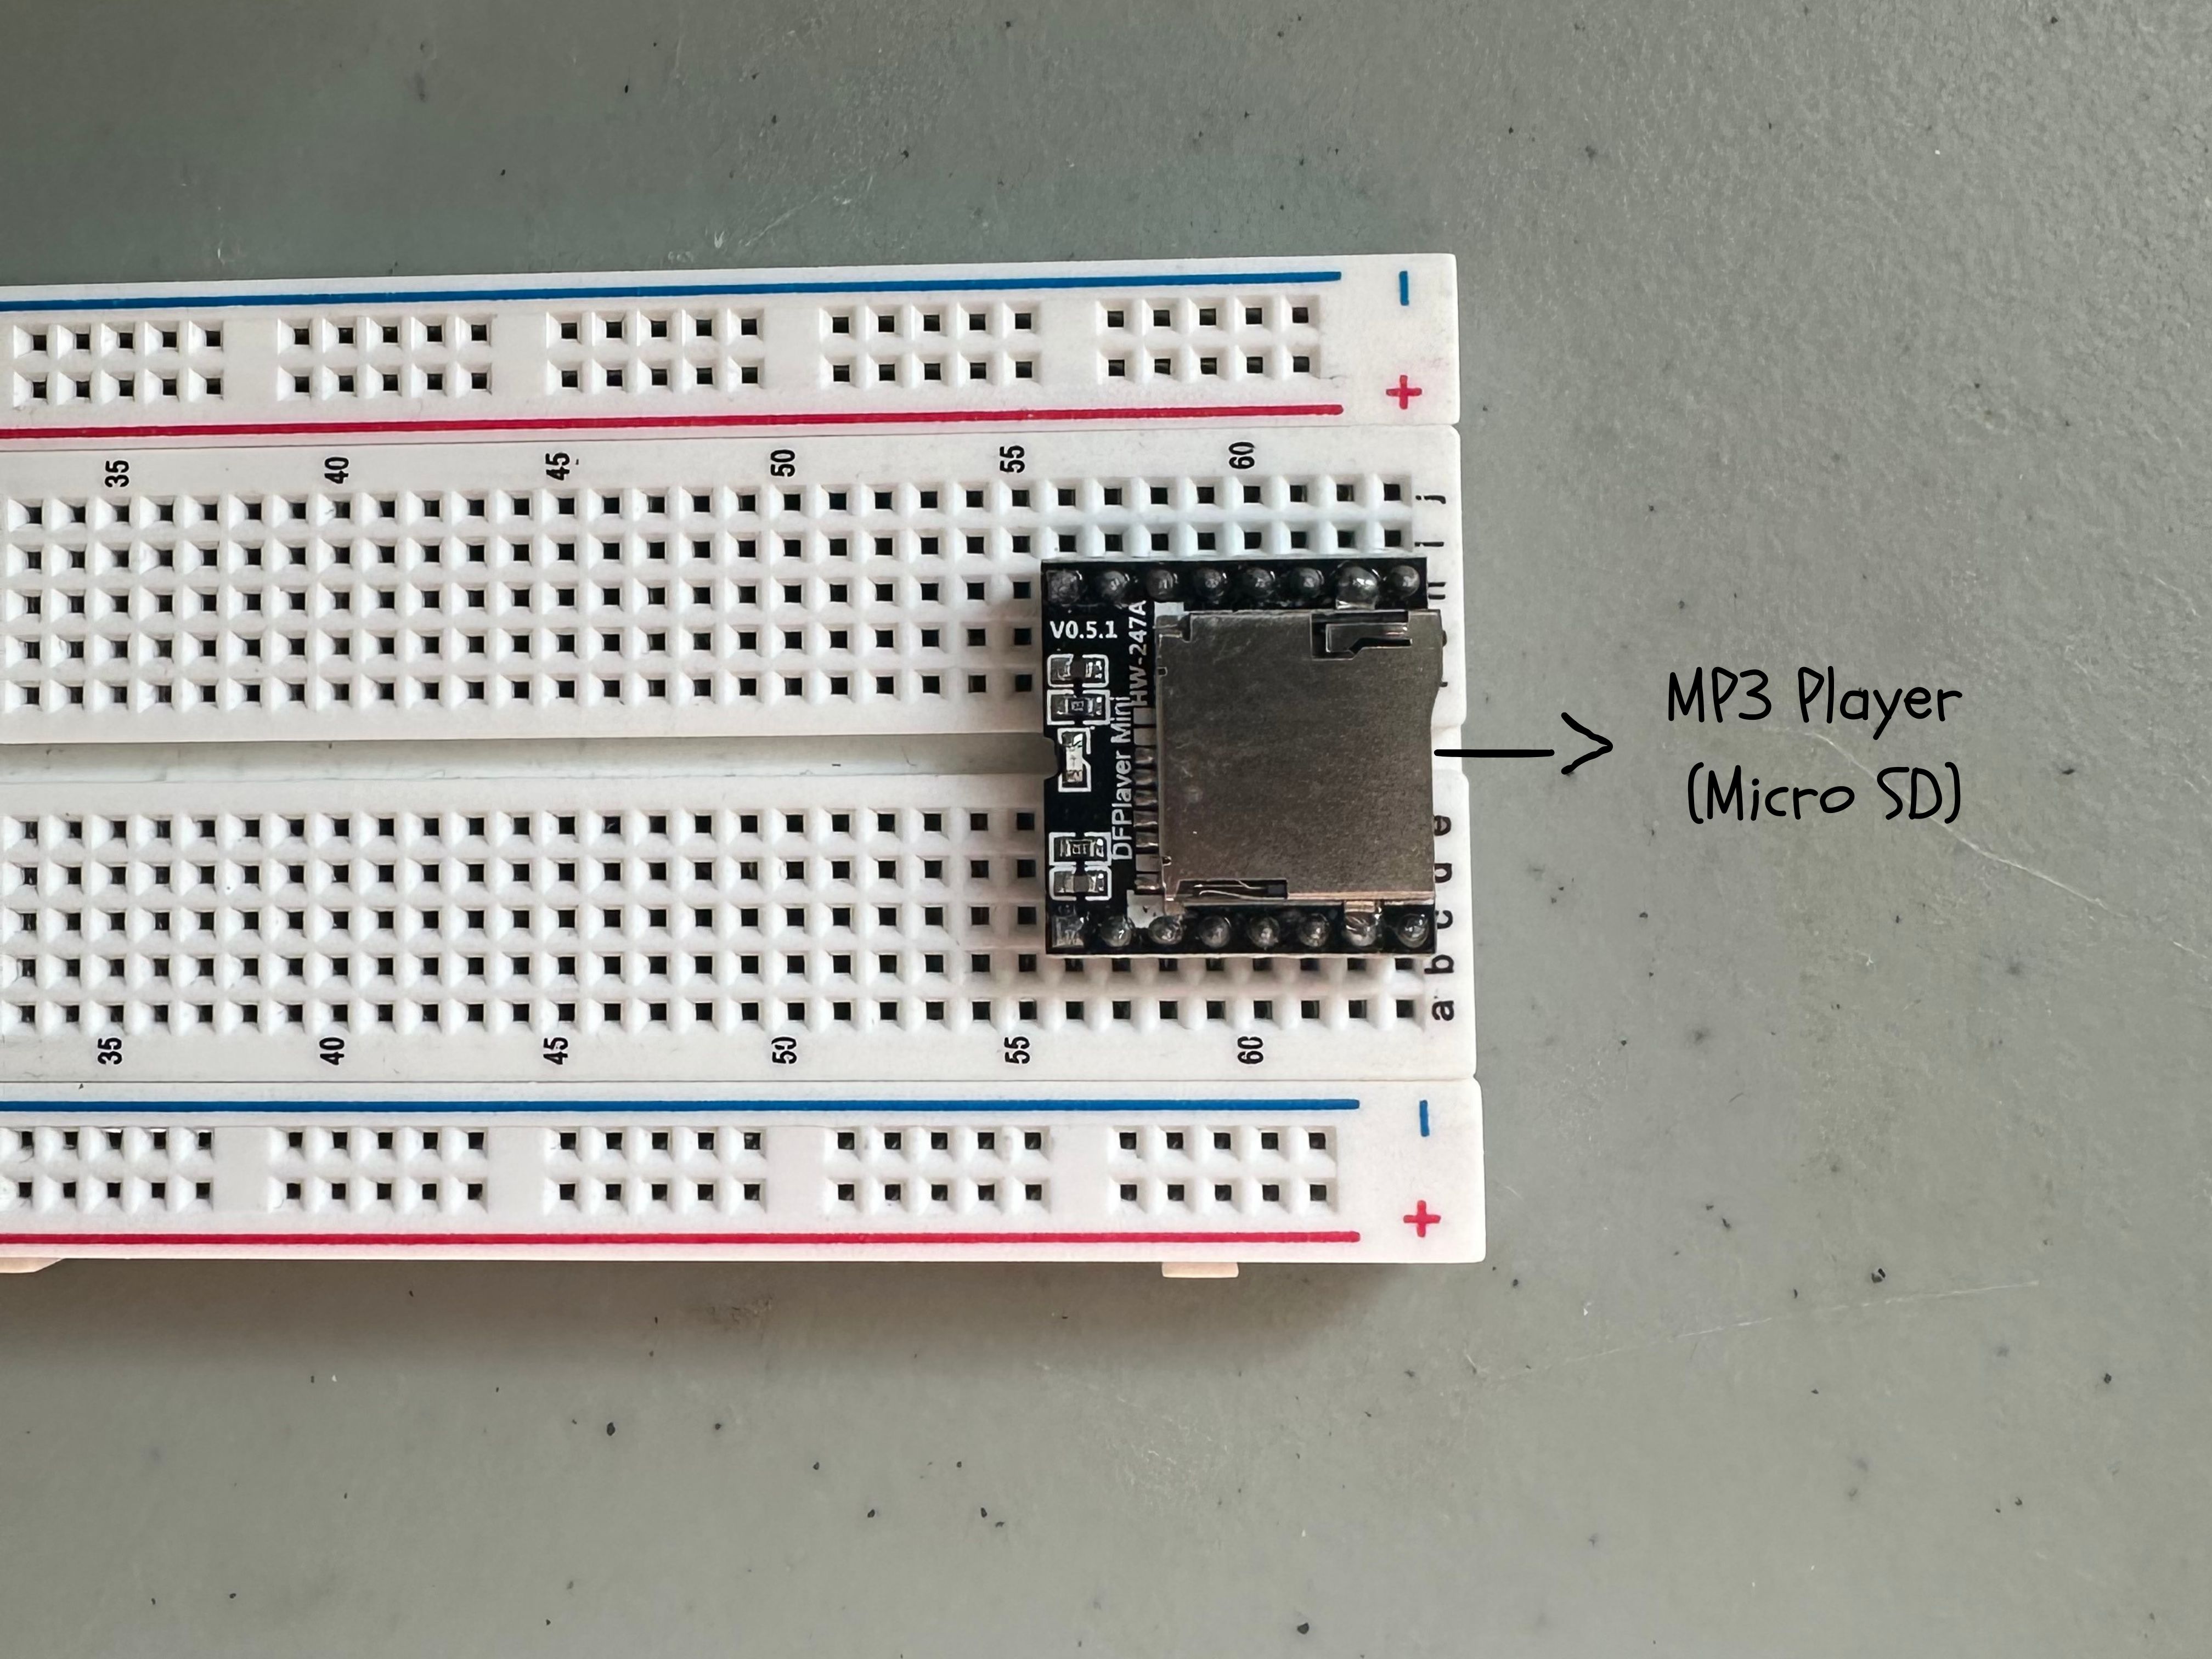 −
+
35 40 45 50 55 60
j
i
h
V0.5.1
HW-247A
DFPlayer Mini
MP3 Player
(Micro SD)
e
d
c
b
a
35 40 45 50 55 60
−
+